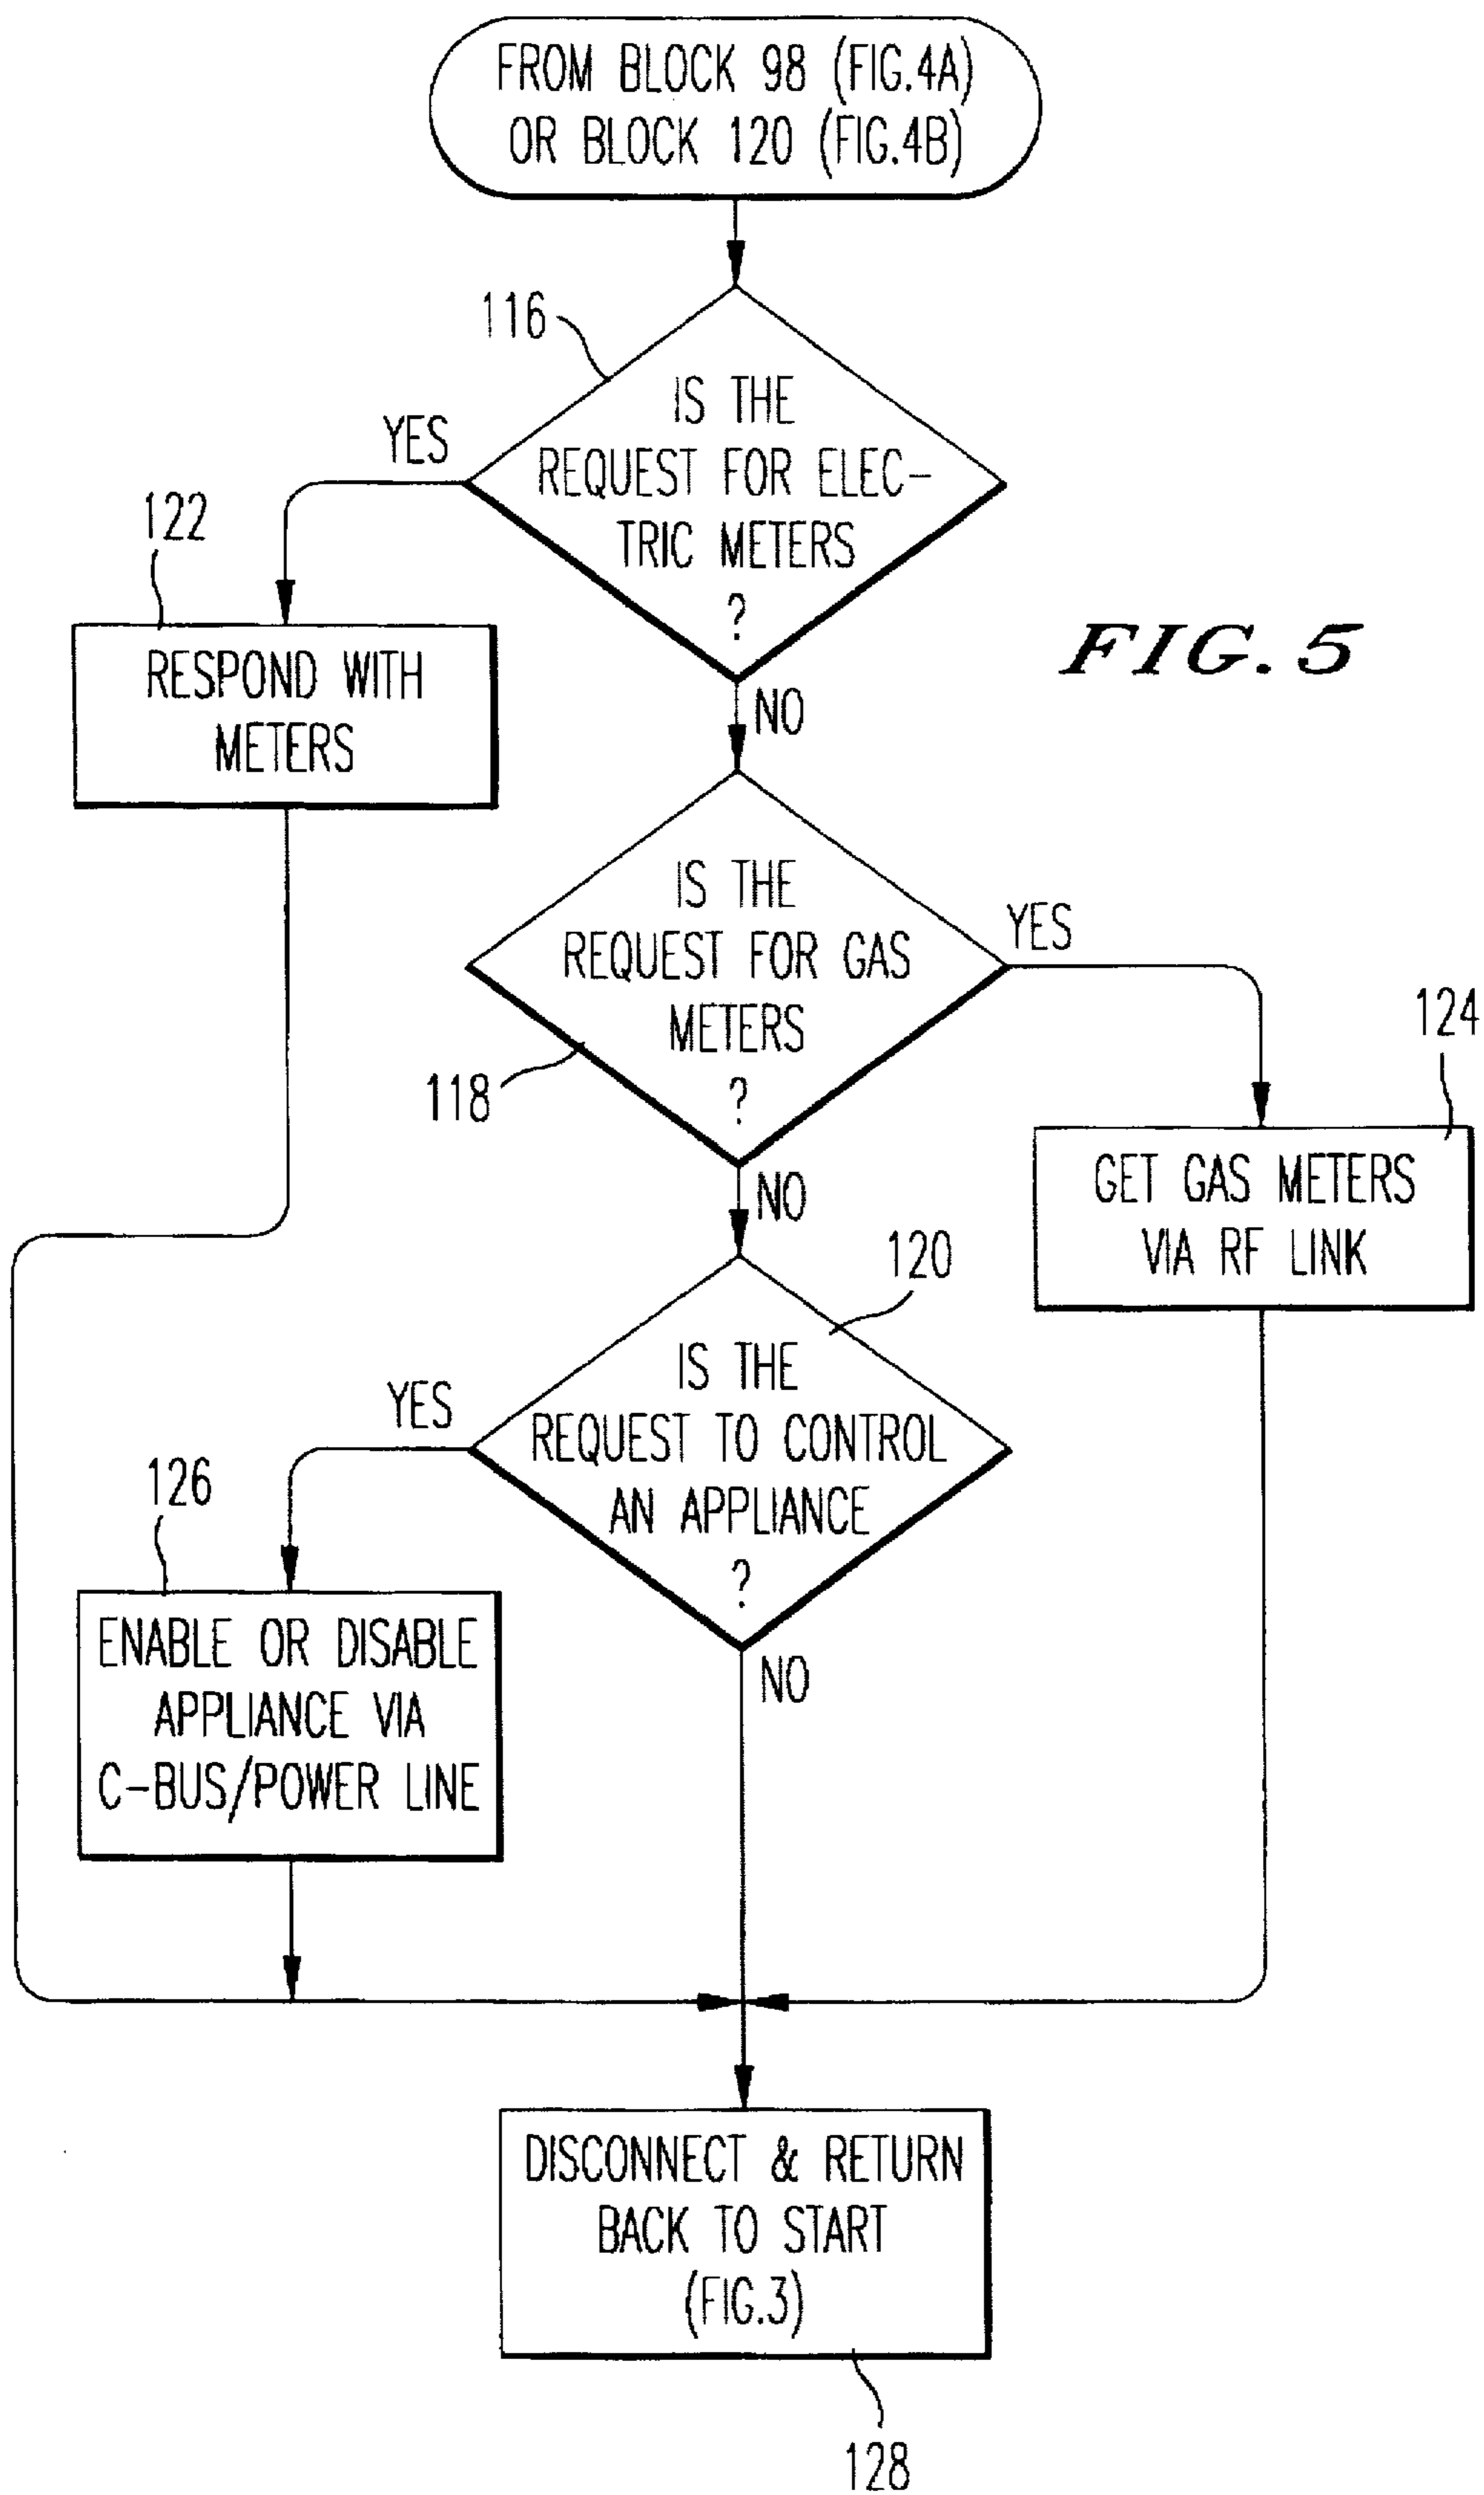 FROM BLOCK 98 (FIG.4A)
OR BLOCK 120 (FIG.4B)
116
IS THE
REQUEST FOR ELEC-
TRIC METERS
?
YES
122
RESPOND WITH
METERS
FIG. 5
NO
IS THE
REQUEST FOR GAS
METERS
?
YES
118
124
GET GAS METERS
VIA RF LINK
NO
120
IS THE
REQUEST TO CONTROL
AN APPLIANCE
?
YES
126
ENABLE OR DISABLE
APPLIANCE VIA
C-BUS/POWER LINE
NO
DISCONNECT & RETURN
BACK TO START
(FIG.3)
128